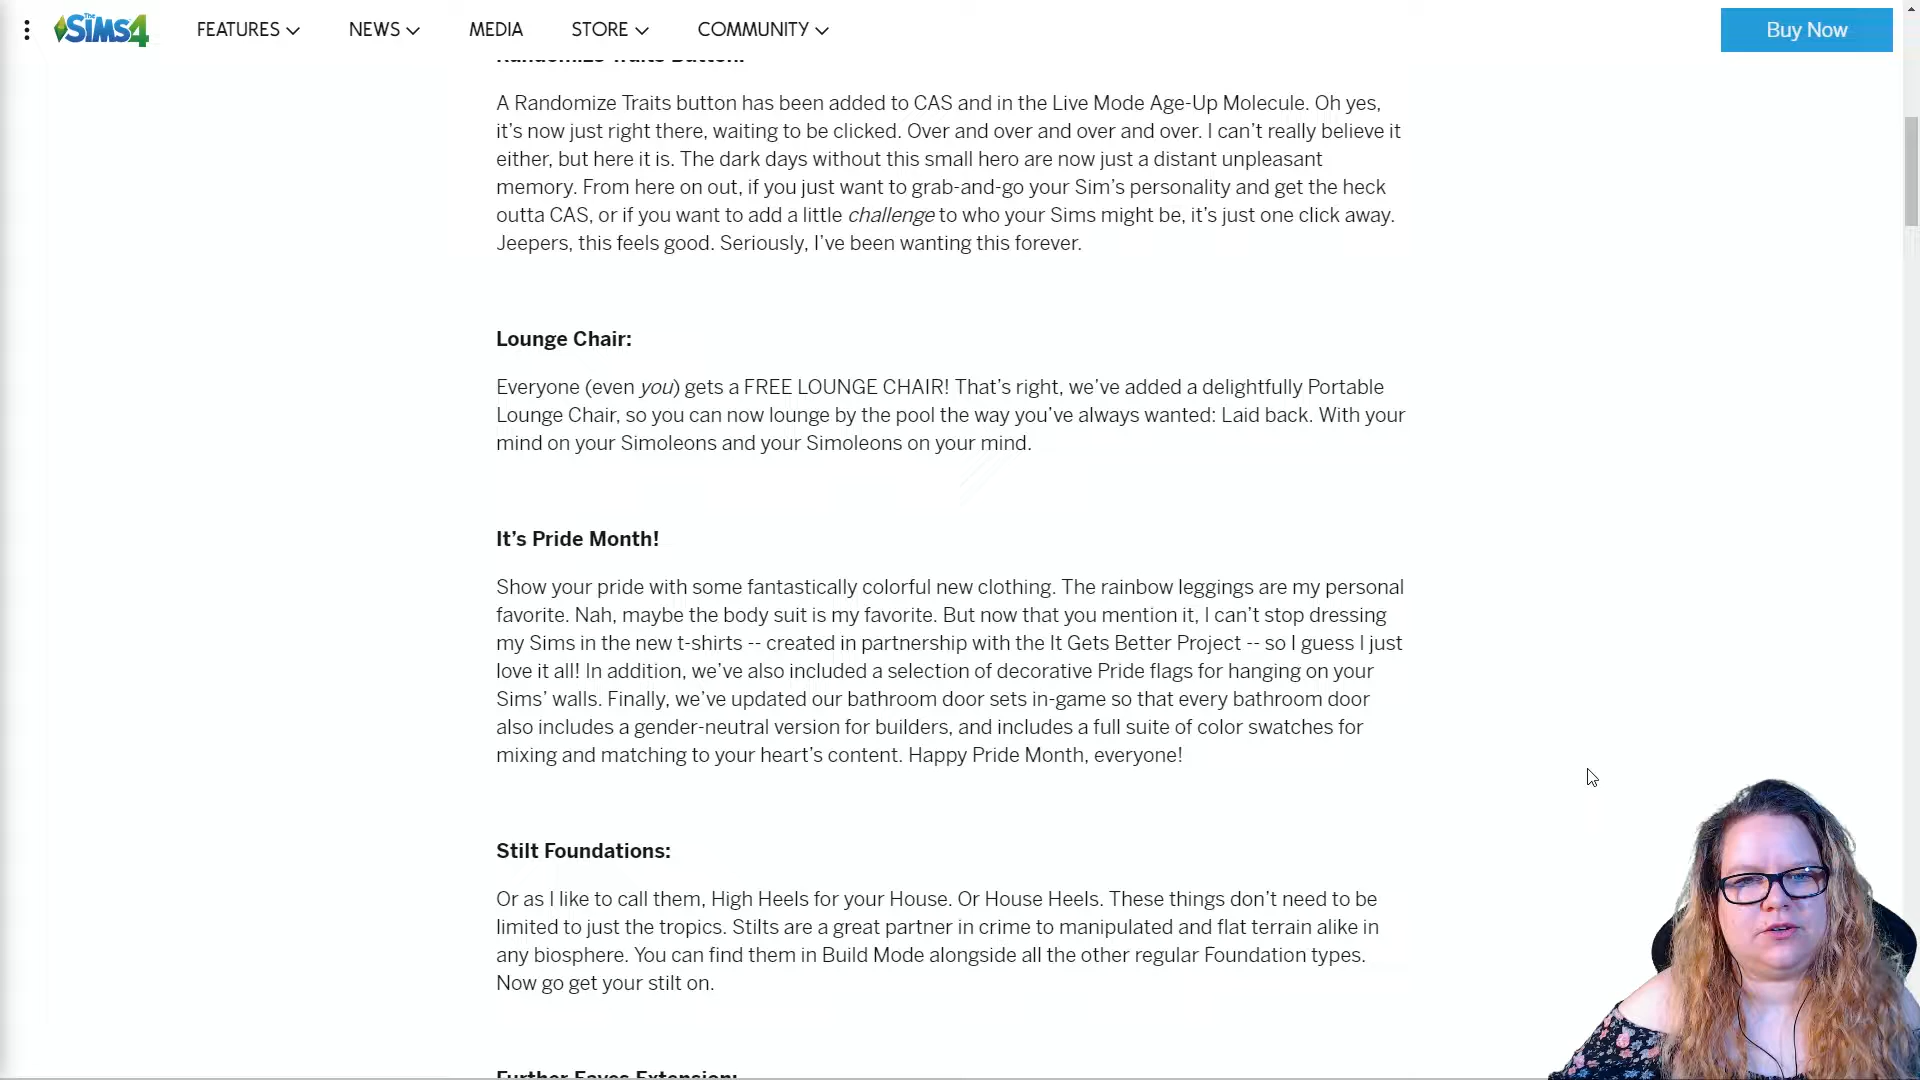 The SIMS 4
FEATURES
NEWS
MEDIA
STORE
COMMUNITY
Buy Now
Randomize Traits Button:
A Randomize Traits button has been added to CAS and in the Live Mode Age-Up Molecule. Oh yes,
it’s now just right there, waiting to be clicked. Over and over and over and over. I can’t really believe it
either, but here it is. The dark days without this small hero are now just a distant unpleasant
memory. From here on out, if you just want to grab-and-go your Sim’s personality and get the heck
outta CAS, or if you want to add a little challenge to who your Sims might be, it’s just one click away.
Jeepers, this feels good. Seriously, I’ve been wanting this forever.
Lounge Chair:
Everyone (even you) gets a FREE LOUNGE CHAIR! That’s right, we’ve added a delightfully Portable
Lounge Chair, so you can now lounge by the pool the way you’ve always wanted: Laid back. With your
mind on your Simoleons and your Simoleons on your mind.
It’s Pride Month!
Show your pride with some fantastically colorful new clothing. The rainbow leggings are my personal
favorite. Nah, maybe the body suit is my favorite. But now that you mention it, I can’t stop dressing
my Sims in the new t-shirts -- created in partnership with the It Gets Better Project -- so I guess I just
love it all! In addition, we’ve also included a selection of decorative Pride flags for hanging on your
Sims’ walls. Finally, we’ve updated our bathroom door sets in-game so that every bathroom door
also includes a gender-neutral version for builders, and includes a full suite of color swatches for
mixing and matching to your heart’s content. Happy Pride Month, everyone!
Stilt Foundations:
Or as I like to call them, High Heels for your House. Or House Heels. These things don’t need to be
limited to just the tropics. Stilts are a great partner in crime to manipulated and flat terrain alike in
any biosphere. You can find them in Build Mode alongside all the other regular Foundation types.
Now go get your stilt on.
Further Eaves Extension: